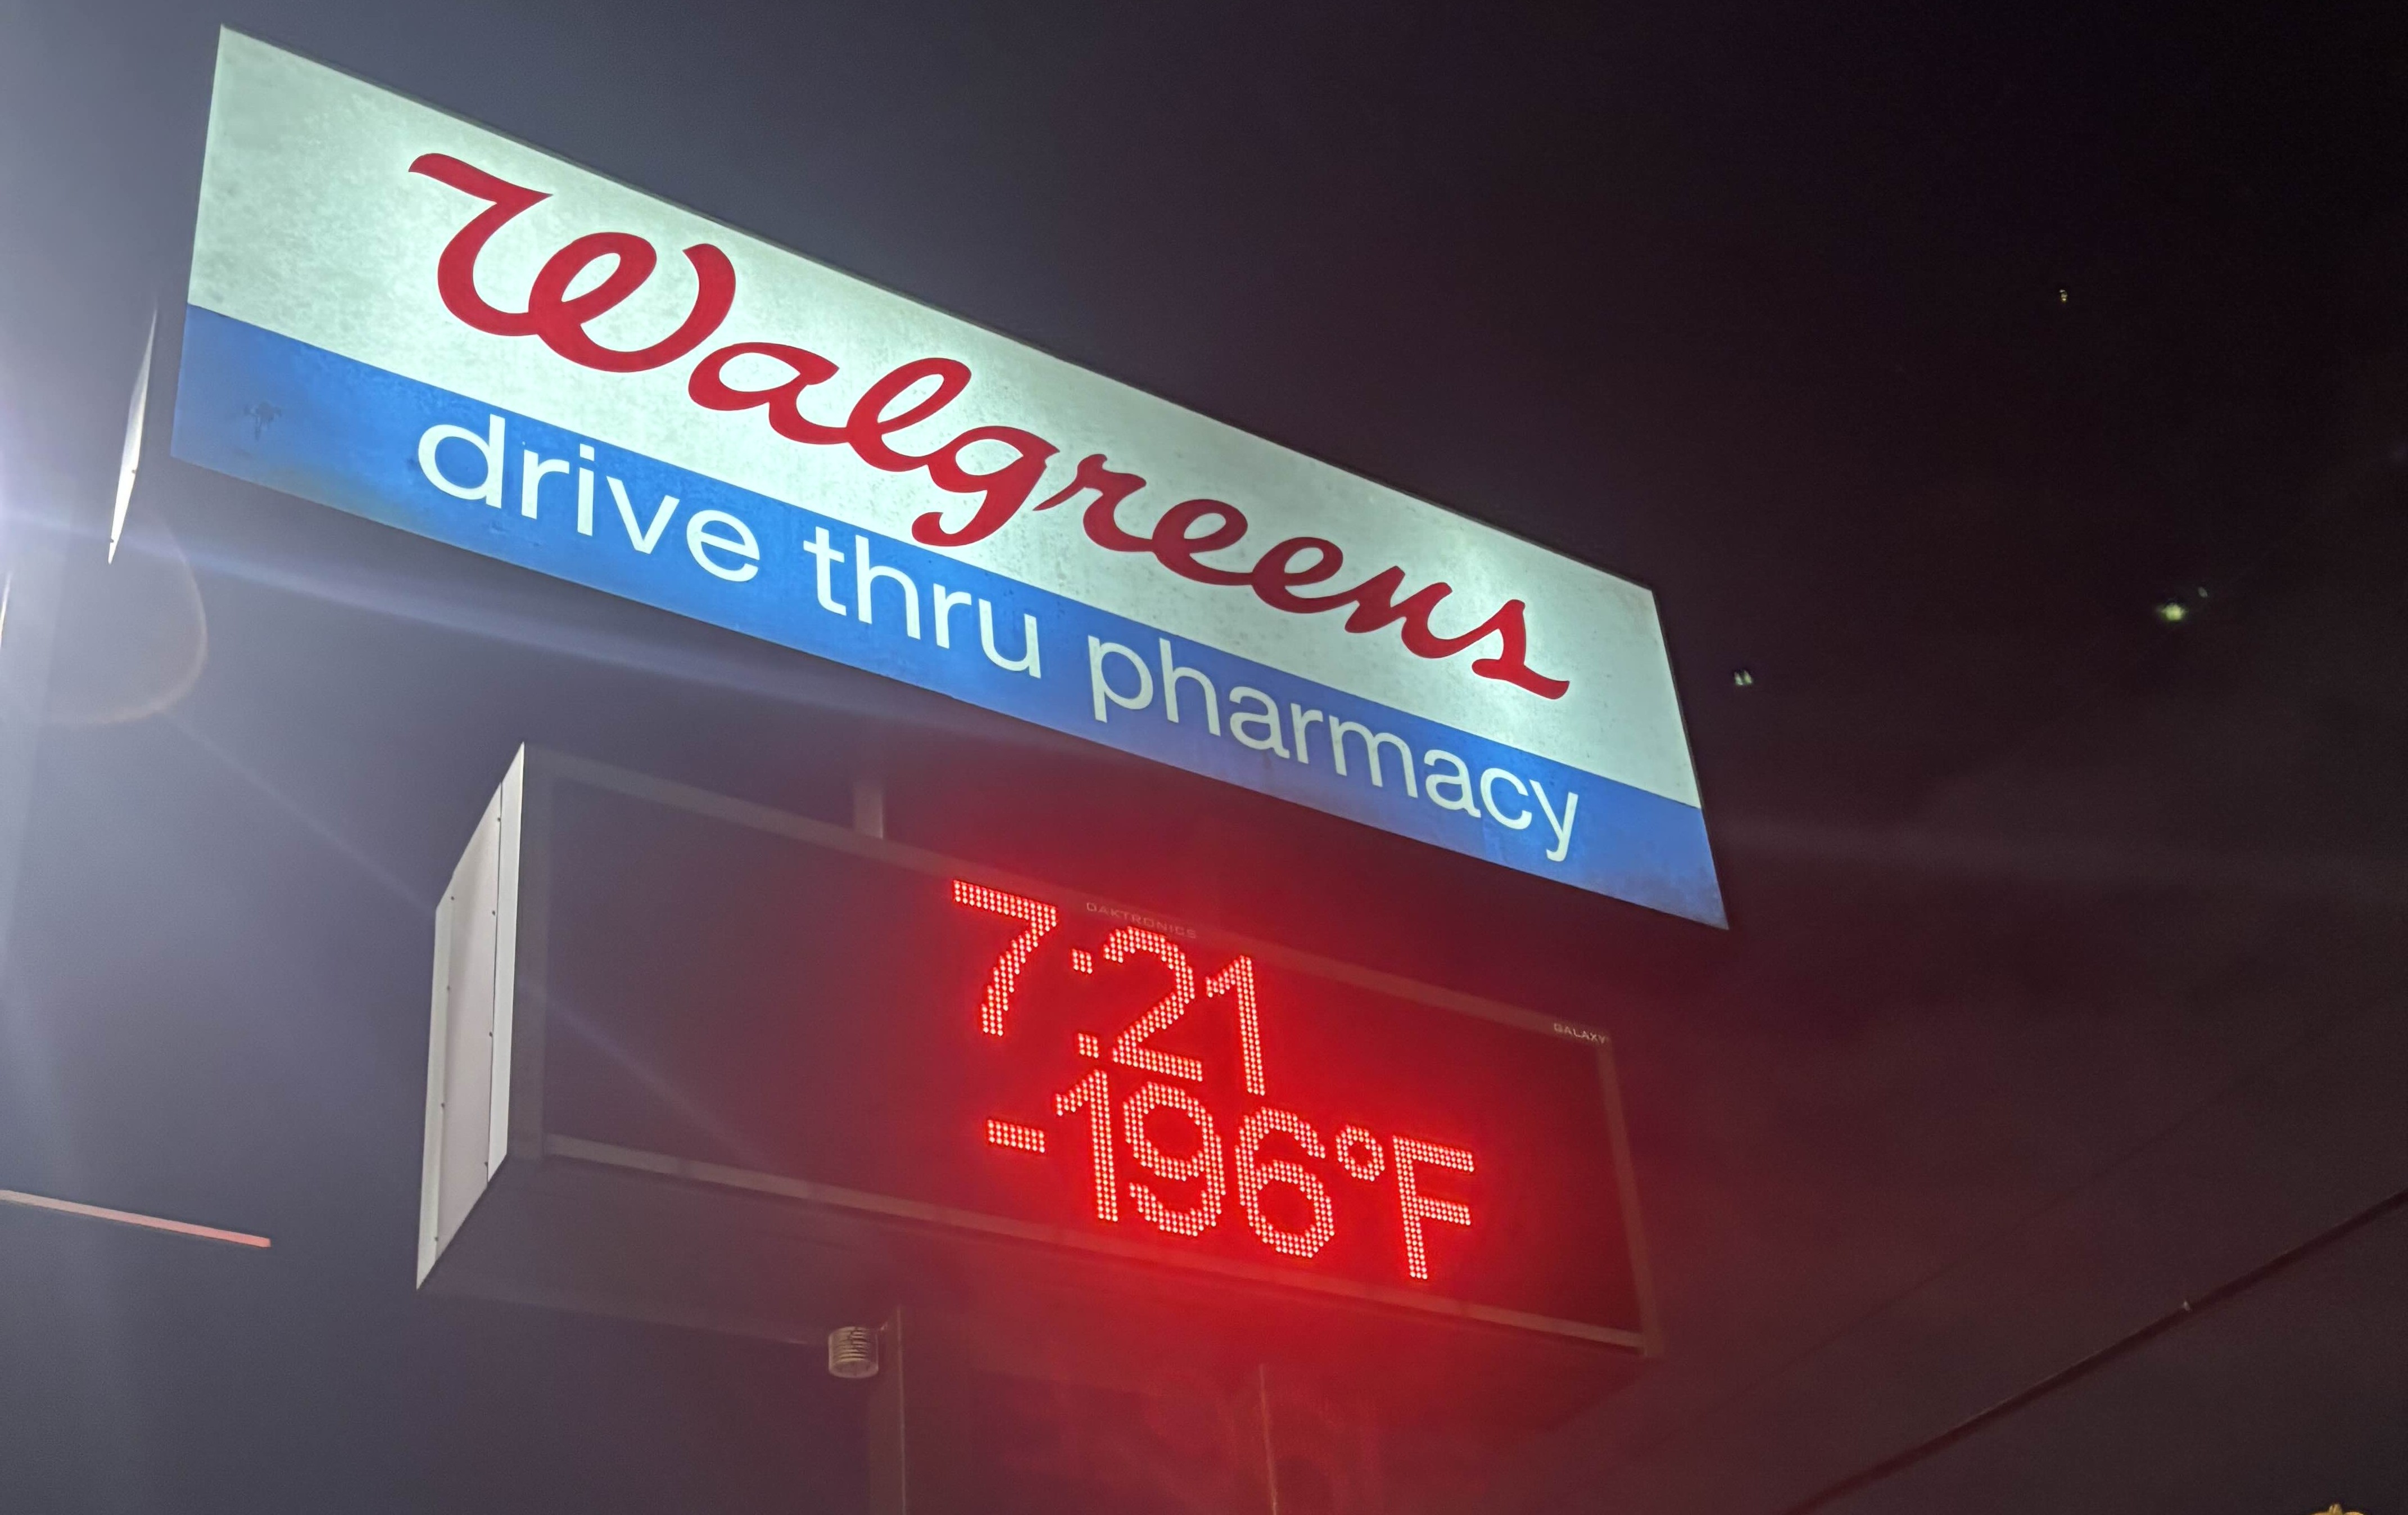 Walgreens
drive thru pharmacy
DAKTRONICS
GALAXY
7:21
-196°F